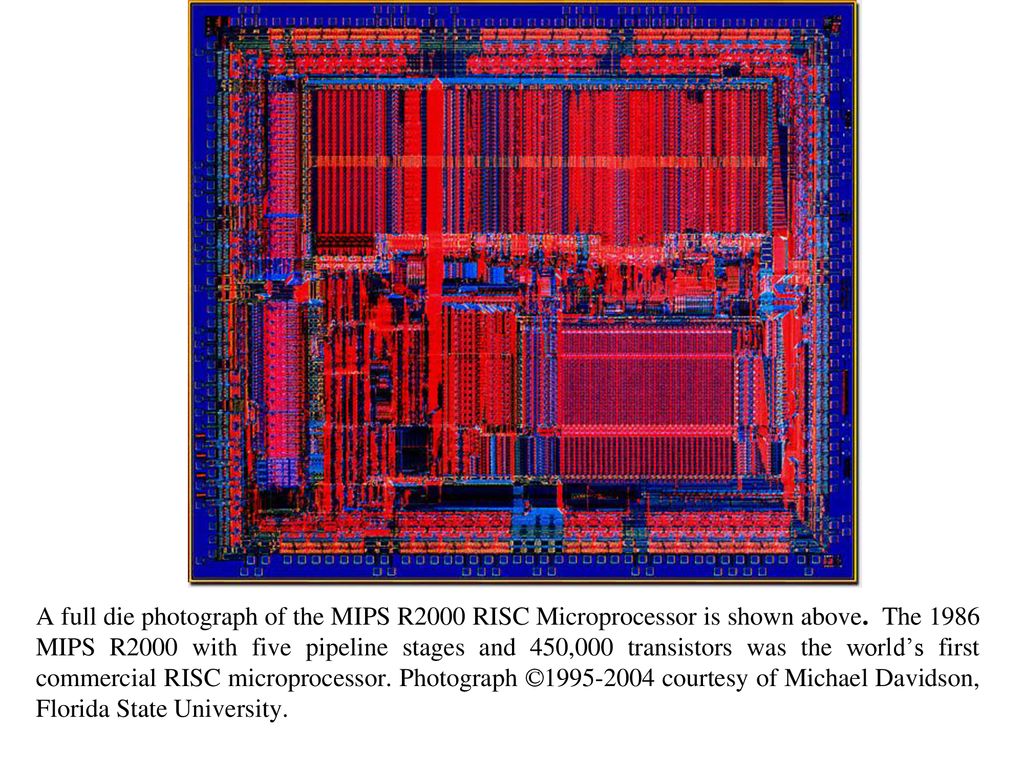 A full die photograph of the MIPS R2000 RISC Microprocessor is shown above. The 1986
MIPS R2000 with five pipeline stages and 450,000 transistors was the world’s first
commercial RISC microprocessor. Photograph ©1995-2004 courtesy of Michael Davidson,
Florida State University.